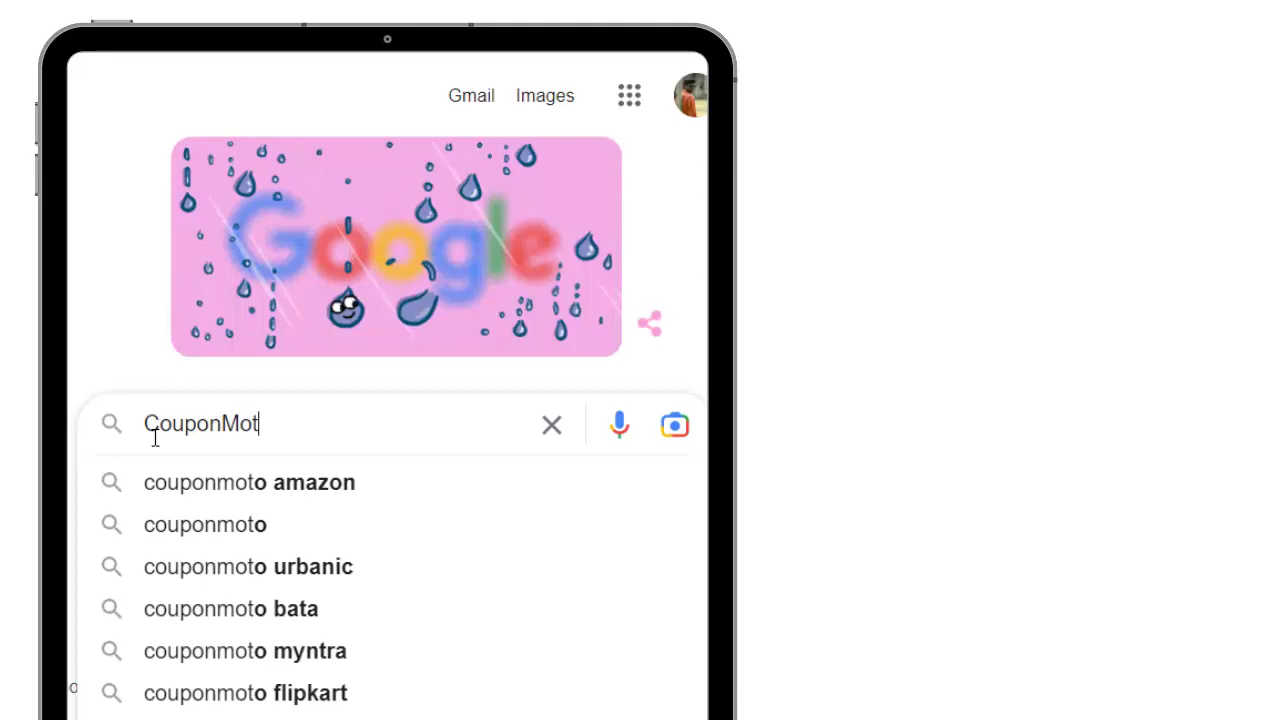 Gmail Images
Google
CouponMot
couponmoto amazon
couponmoto
couponmoto urbanic
couponmoto bata
couponmoto myntra
couponmoto flipkart